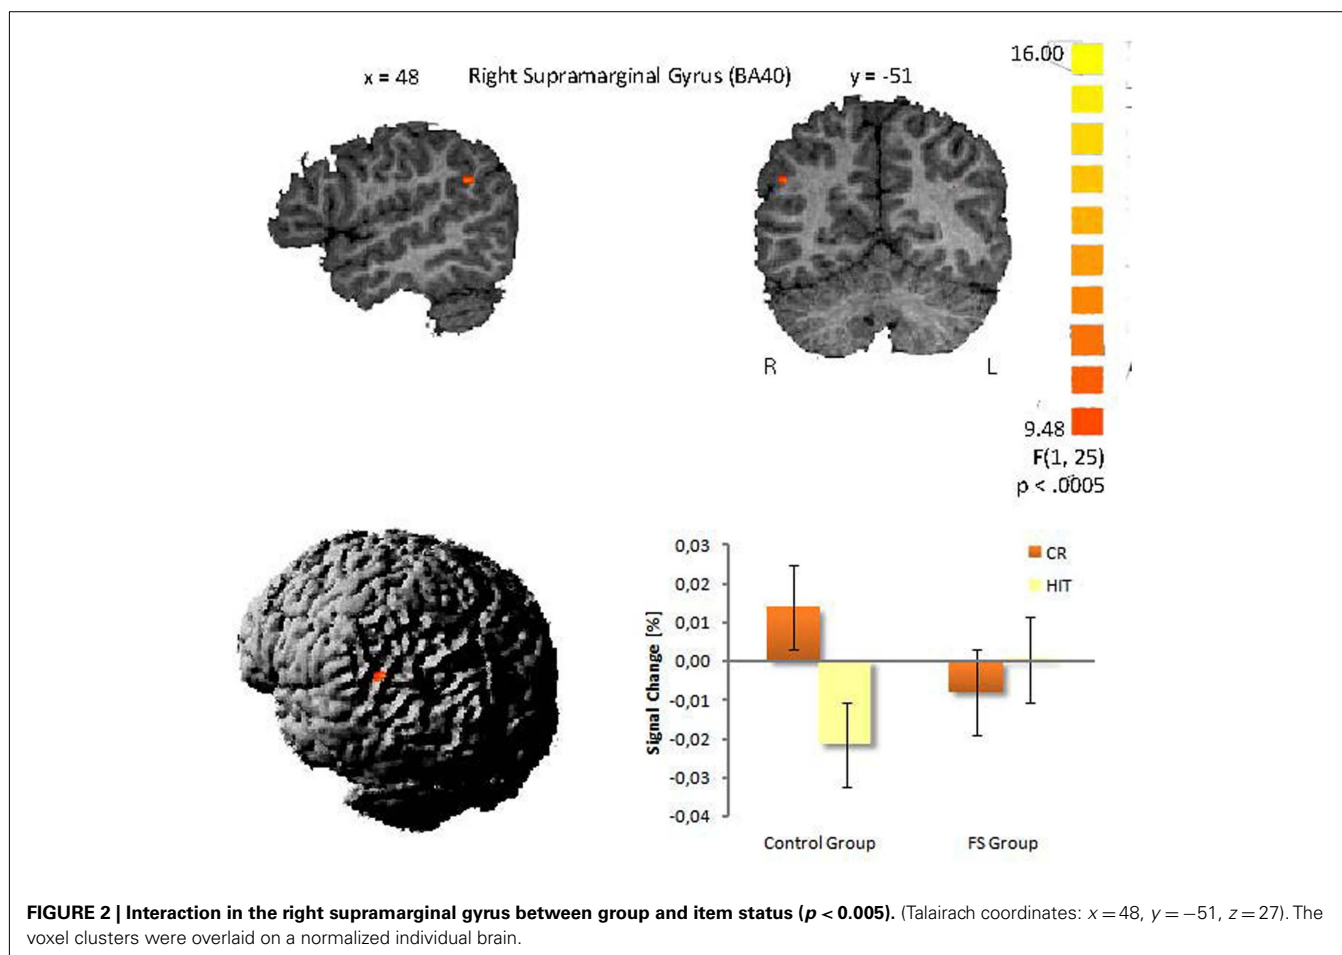 x = 48 Right Supramarginal Gyrus (BA40) y = -51
16.00
R L
9.48
F(1, 25)
p < .0005
0,03
0,02
0,01
0,00
-0,01
-0,02
-0,03
-0,04
Signal Change [%]
CR
HIT
Control Group FS Group
FIGURE 2 | Interaction in the right supramarginal gyrus between group and item status (p < 0.005). (Talairach coordinates: x = 48, y = −51, z = 27). The
voxel clusters were overlaid on a normalized individual brain.